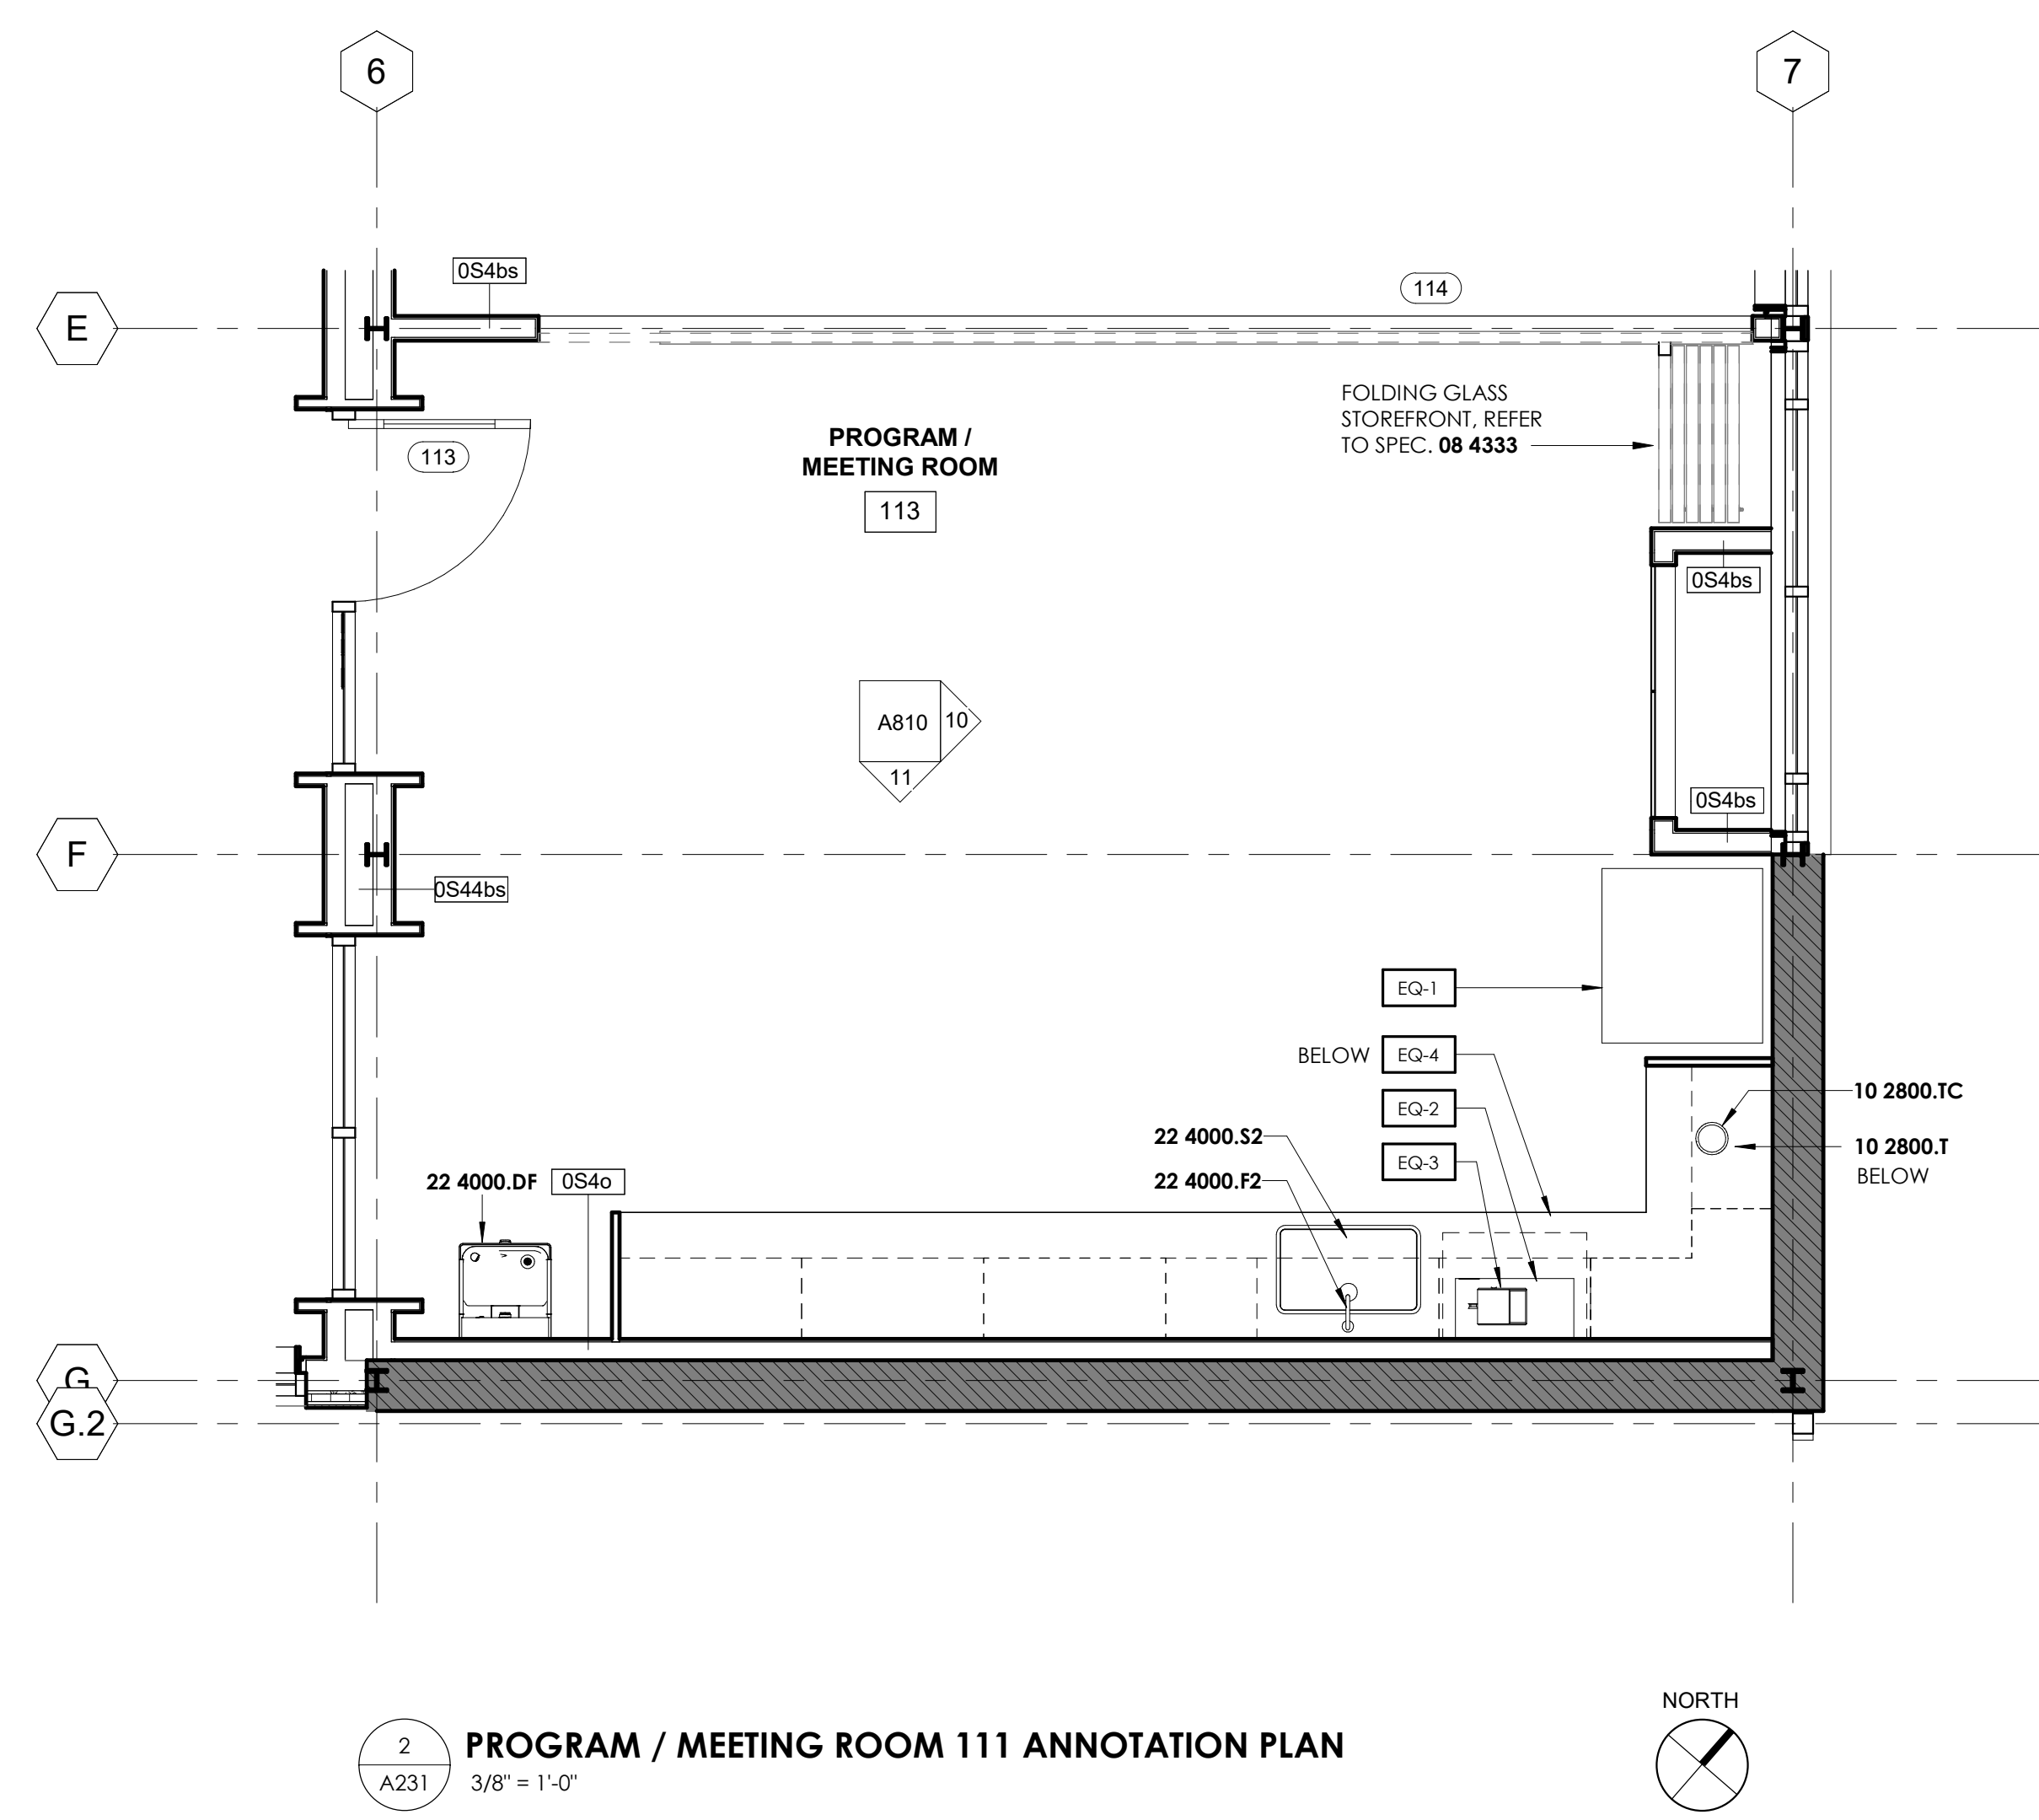 6
7
0S4bs
114
E
FOLDING GLASS
STOREFRONT, REFER
TO SPEC. 08 4333
PROGRAM /
MEETING ROOM
113
113
0S4bs
A810
10
11
0S4bs
F
0S44bs
EQ-1
BELOW
EQ-4
EQ-2
EQ-3
10 2800.TC
10 2800.T
BELOW
22 4000.S2
22 4000.F2
22 4000.DF
0S4o
G
G.2
NORTH
2
A231
PROGRAM / MEETING ROOM 111 ANNOTATION PLAN
3/8" = 1'-0"